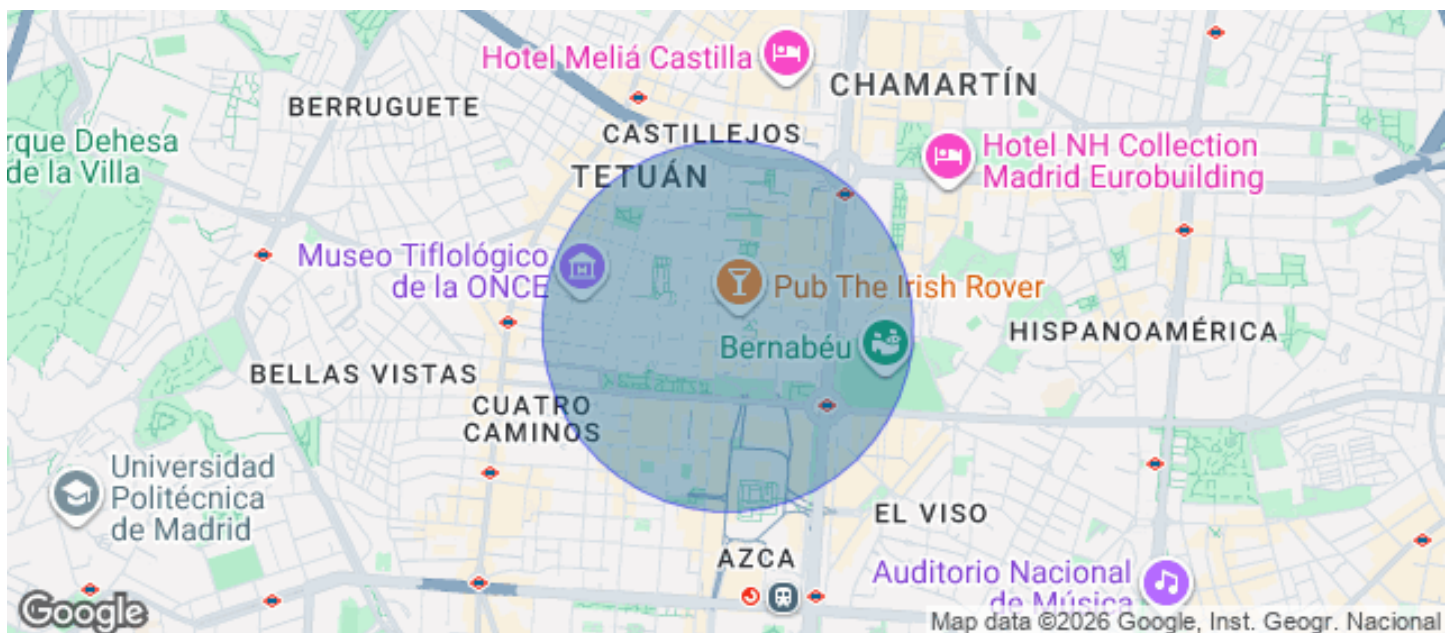 Hotel Meliá Castilla
CHAMARTÍN
BERRUGUETE
CASTILLEJOS
rque Dehesa
de la Villa
TETUÁN
Hotel NH Collection
Madrid Eurobuilding
Museo Tiflológico
de la ONCE
Pub The Irish Rover
Bernabéu
HISPANOAMÉRICA
BELLAS VISTAS
CUATRO
CAMINOS
Universidad
Politécnica
de Madrid
EL VISO
AZCA
Auditorio Nacional
de Música
Google
Map data ©2026 Google, Inst. Geogr. Nacional